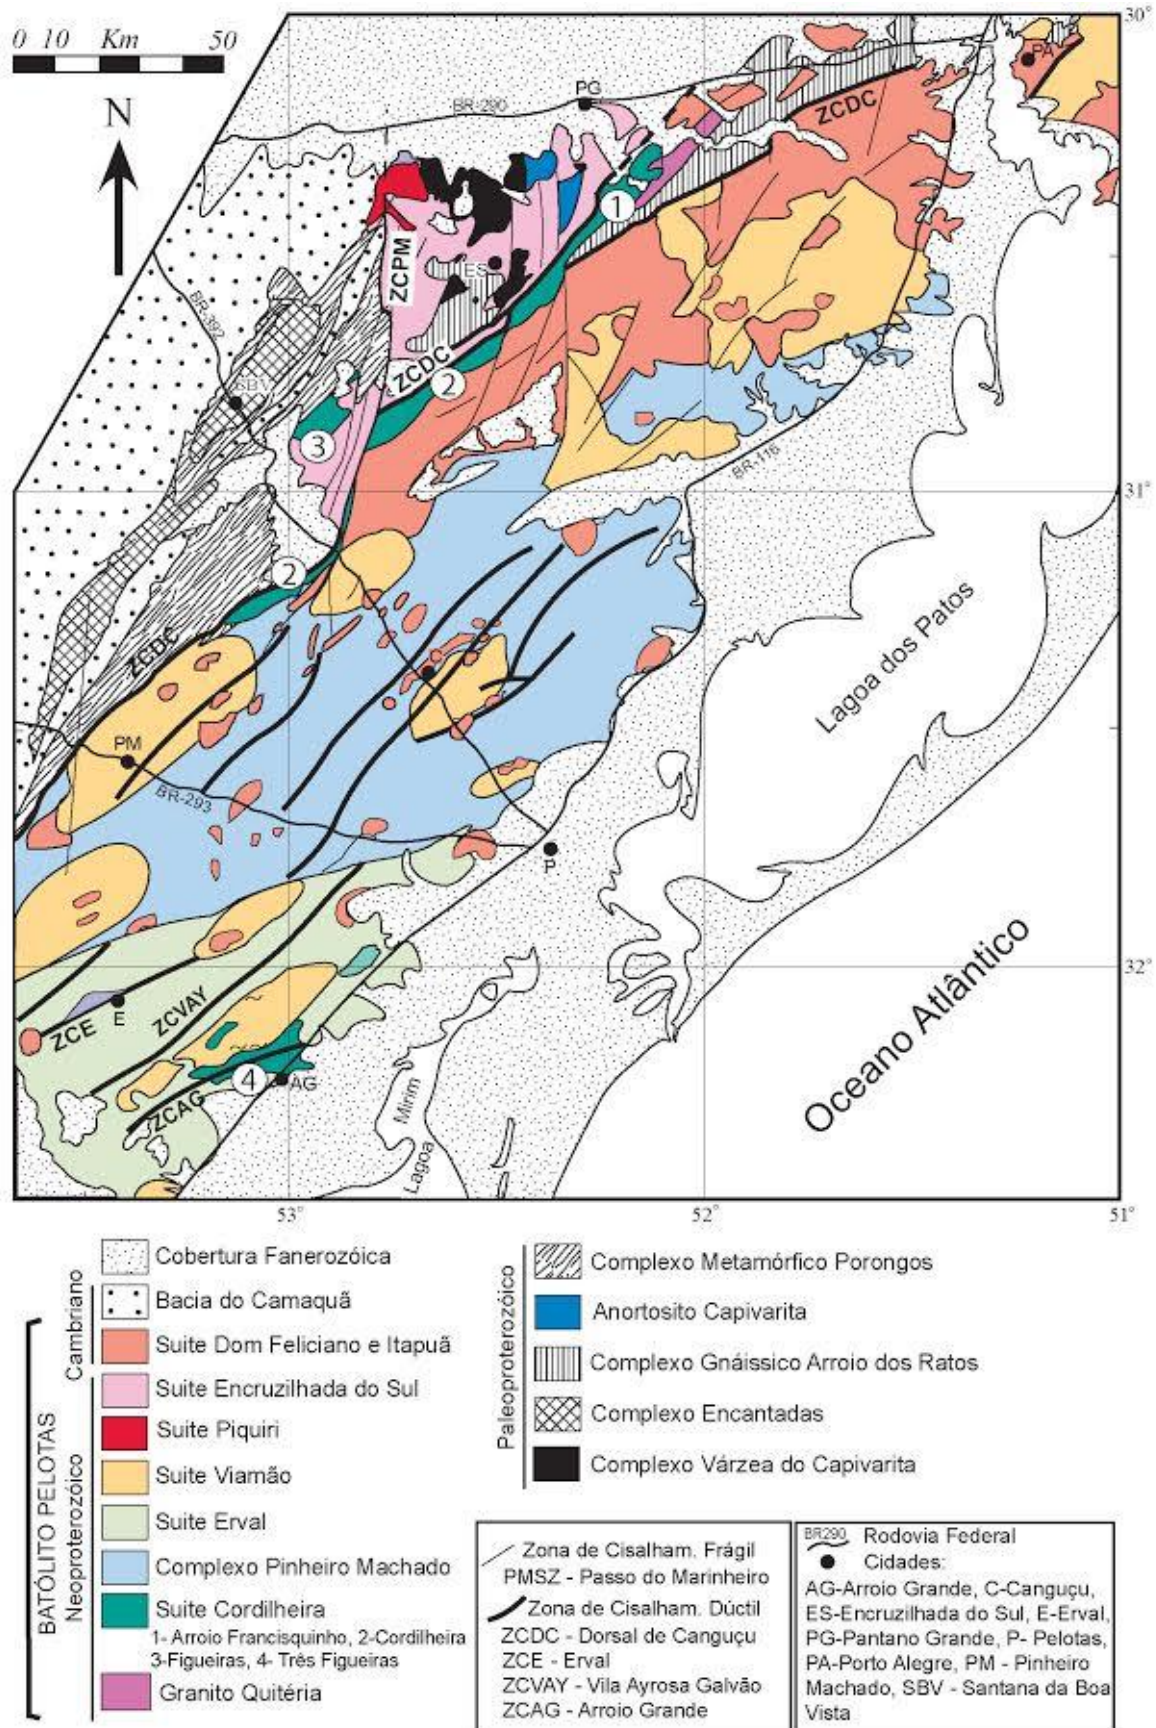 0 10 Km 50
N
30°
PA
PG
BR-290
ZCDC
1
ZCPM
ES
BR-392
ZCDC
2
SBV
3
BR-116
31°
2
ZCDC
Lagoa dos Patos
C
PM
BR-293
P
Oceano Atlântico
32°
ZCE
E
ZCVAY
4
AG
ZCAG
Mirim
Lagoa
53°
52°
51°
Cobertura Fanerozóica
Cambriano
Bacia do Camaquã
Suite Dom Feliciano e Itapuã
BATÓLITO PELOTAS
Neoproterozóico
Suite Encruzilhada do Sul
Suite Piquiri
Suite Viamão
Suite Erval
Complexo Pinheiro Machado
Suite Cordilheira
1- Arroio Francisquinho, 2-Cordilheira
3-Figueiras, 4- Três Figueiras
Granito Quitéria
Paleoproterozóico
Complexo Metamórfico Porongos
Anortosito Capivarita
Complexo Gnáissico Arroio dos Ratos
Complexo Encantadas
Complexo Várzea do Capivarita
Zona de Cisalham. Frágil
PMSZ - Passo do Marinheiro
Zona de Cisalham. Dúctil
ZCDC - Dorsal de Canguçu
ZCE - Erval
ZCVAY - Vila Ayrosa Galvão
ZCAG - Arroio Grande
BR290 Rodovia Federal
Cidades:
AG-Arroio Grande, C-Canguçu,
ES-Encruzilhada do Sul, E-Erval,
PG-Pantano Grande, P- Pelotas,
PA-Porto Alegre, PM - Pinheiro
Machado, SBV - Santana da Boa
Vista